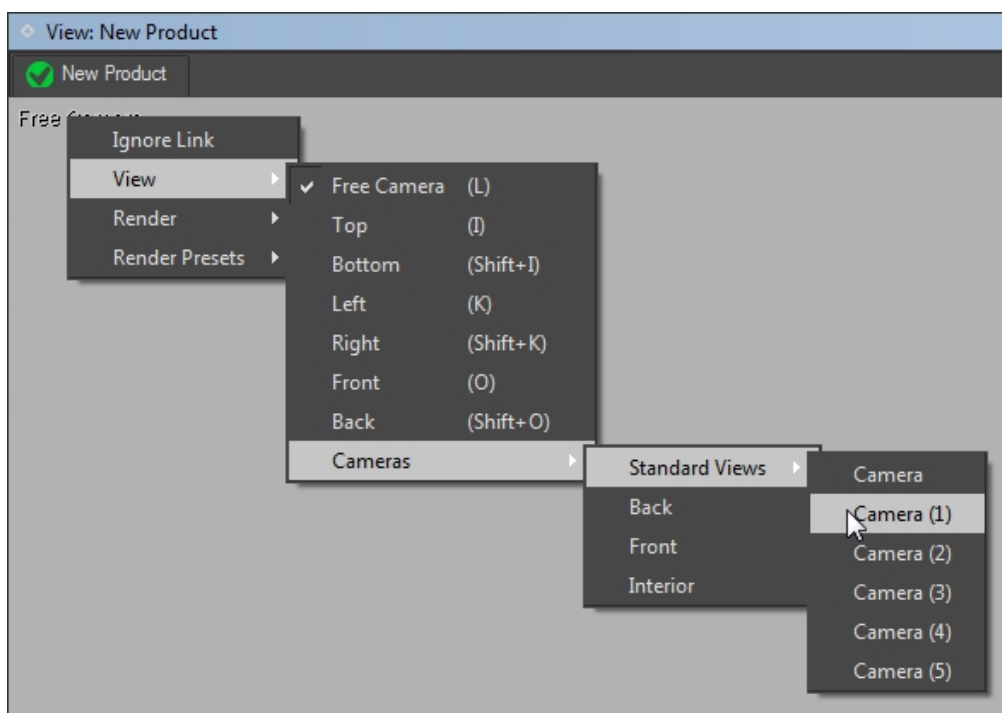 View: New Product
New Product
Free
Ignore Link
View
Render
Render Presets
Free Camera (L)
Top (I)
Bottom (Shift+I)
Left (K)
Right (Shift+K)
Front (O)
Back (Shift+O)
Cameras
Standard Views
Back
Front
Interior
Camera
Camera (1)
Camera (2)
Camera (3)
Camera (4)
Camera (5)